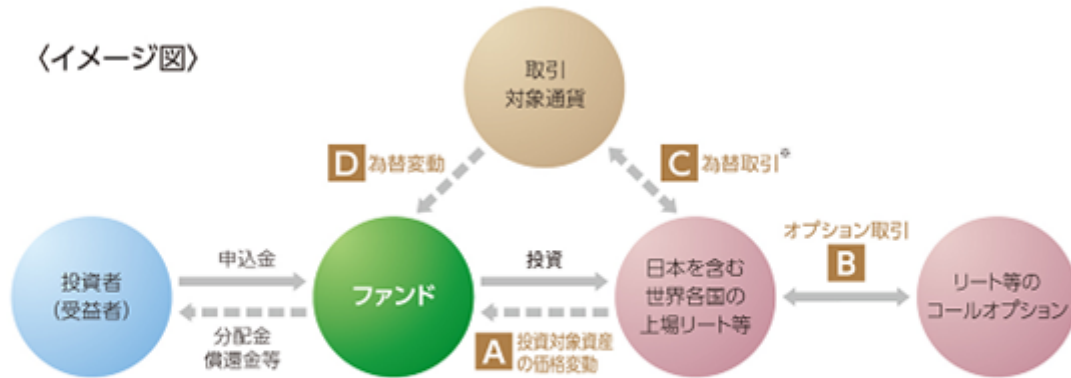 〈イメージ図〉
取引
対象通貨
D 為替変動
C 為替取引※
投資者
(受益者)
申込金
分配金
償還金等
ファンド
投資
A 投資対象資産
の価格変動
日本を含む
世界各国の
上場リート等
オプション取引
B
リート等の
コールオプション